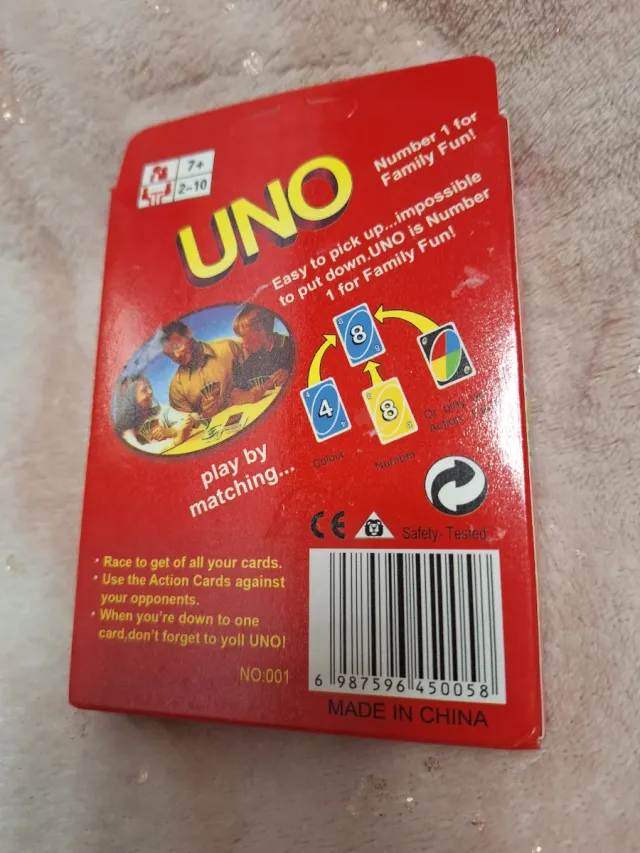 7+
2-10
UNO
Number 1 for
Family Fun!
Easy to pick up...impossible
to put down.UNO is Number
1 for Family Fun!
8
4
8
Colour
Number
Or play
Action
play by
matching...
CE
Safety-Tested
• Race to get of all your cards.
• Use the Action Cards against
your opponents.
• When you're down to one
card,don't forget to yoll UNO!
NO:001
6 987596 450058
MADE IN CHINA